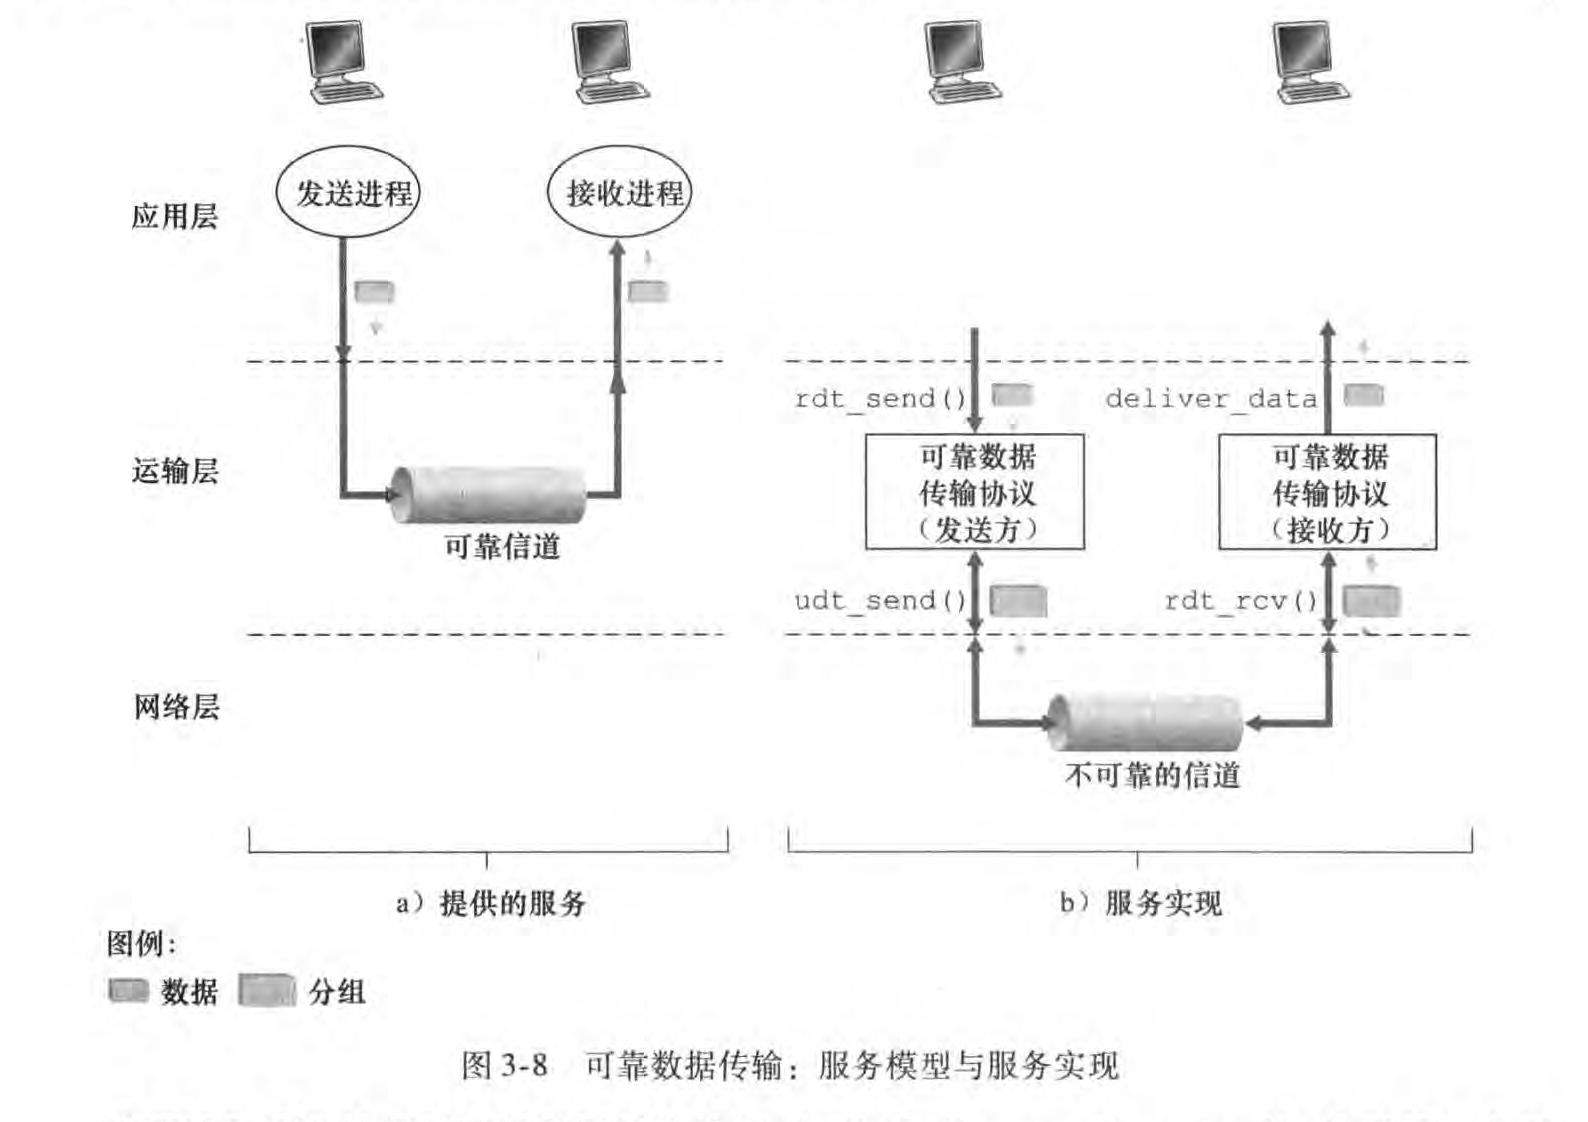 发送进程
接收进程
应用层
rdt_send()
deliver_data
运输层
可靠数据
传输协议
（发送方）
可靠数据
传输协议
（接收方）
可靠信道
udt_send()
rdt_rcv()
网络层
不可靠的信道
a）提供的服务
b）服务实现
图例：
数据
分组
图 3-8 可靠数据传输：服务模型与服务实现